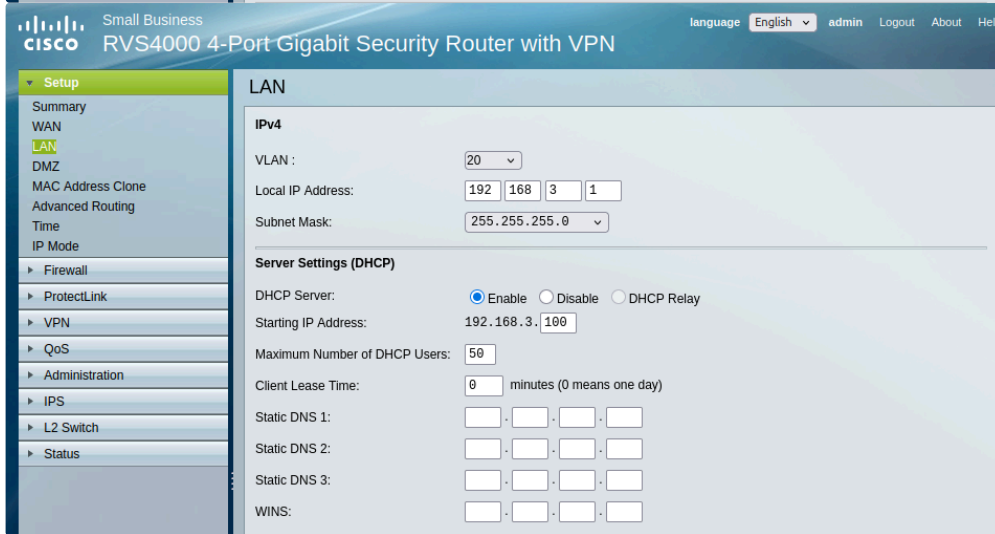 Small Business
CISCO RVS4000 4-Port Gigabit Security Router with VPN
language English admin Logout About Hel
Setup
Summary
WAN
LAN
DMZ
MAC Address Clone
Advanced Routing
Time
IP Mode
Firewall
ProtectLink
VPN
QoS
Administration
IPS
L2 Switch
Status
LAN
IPv4
VLAN : 20
Local IP Address: 192 168 3 1
Subnet Mask: 255.255.255.0
Server Settings (DHCP)
DHCP Server: Enable Disable DHCP Relay
Starting IP Address: 192.168.3. 100
Maximum Number of DHCP Users: 50
Client Lease Time: 0 minutes (0 means one day)
Static DNS 1: . . .
Static DNS 2: . . .
Static DNS 3: . . .
WINS: . . .